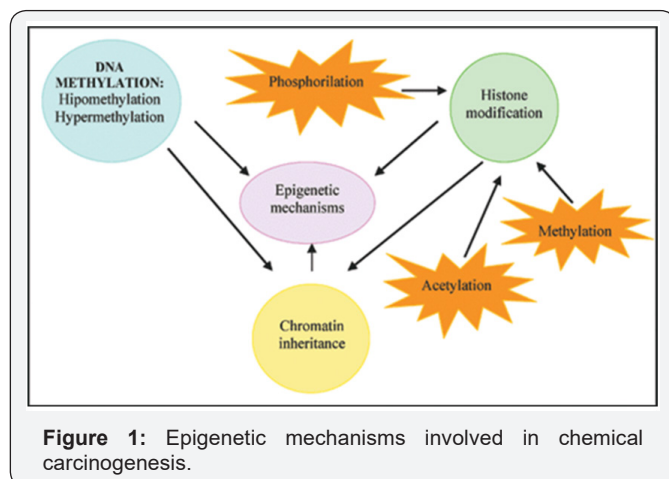 DNA
METHYLATION:
Hipomethylation
Hypermethylation
Phosphorilation
Histone
modification
Epigenetic
mechanisms
Methylation
Acetylation
Chromatin
inheritance
Figure 1: Epigenetic mechanisms involved in chemical
carcinogenesis.